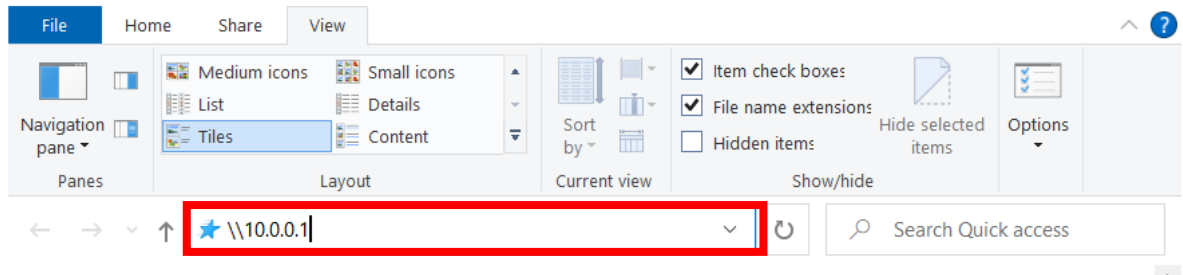 File Home Share View ?
Medium icons Small icons
List Details
Tiles Content
Navigation pane
Sort by
Item check boxes
File name extensions
Hidden items
Hide selected items
Options
Panes Layout Current view Show/hide
\\10.0.0.1 Search Quick access